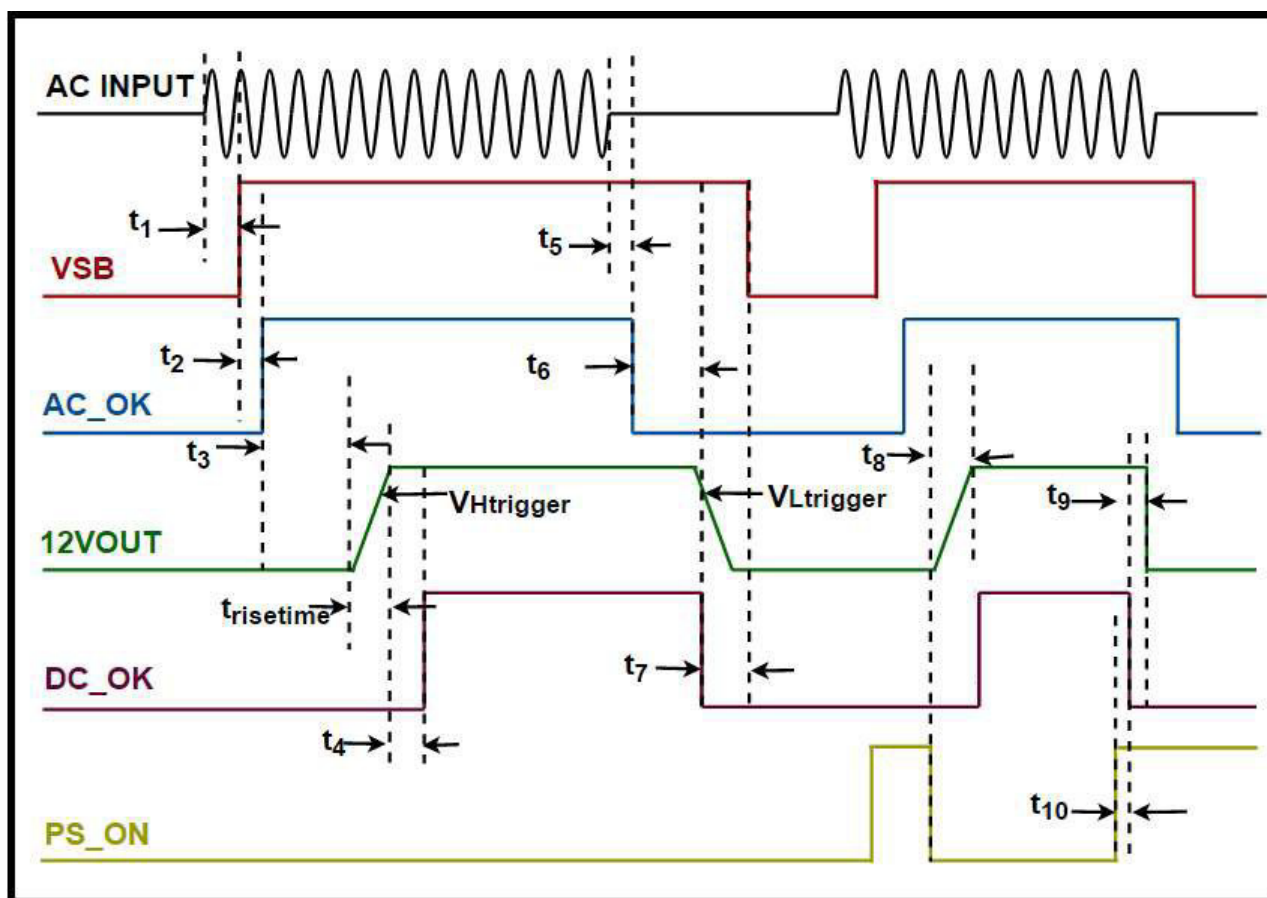 AC INPUT
t1
VSB
t5
t2
t6
AC_OK
t3
t8
VHtrigger
VLtrigger
t9
12VOUT
trisetime
t7
DC_OK
t4
t10
PS_ON